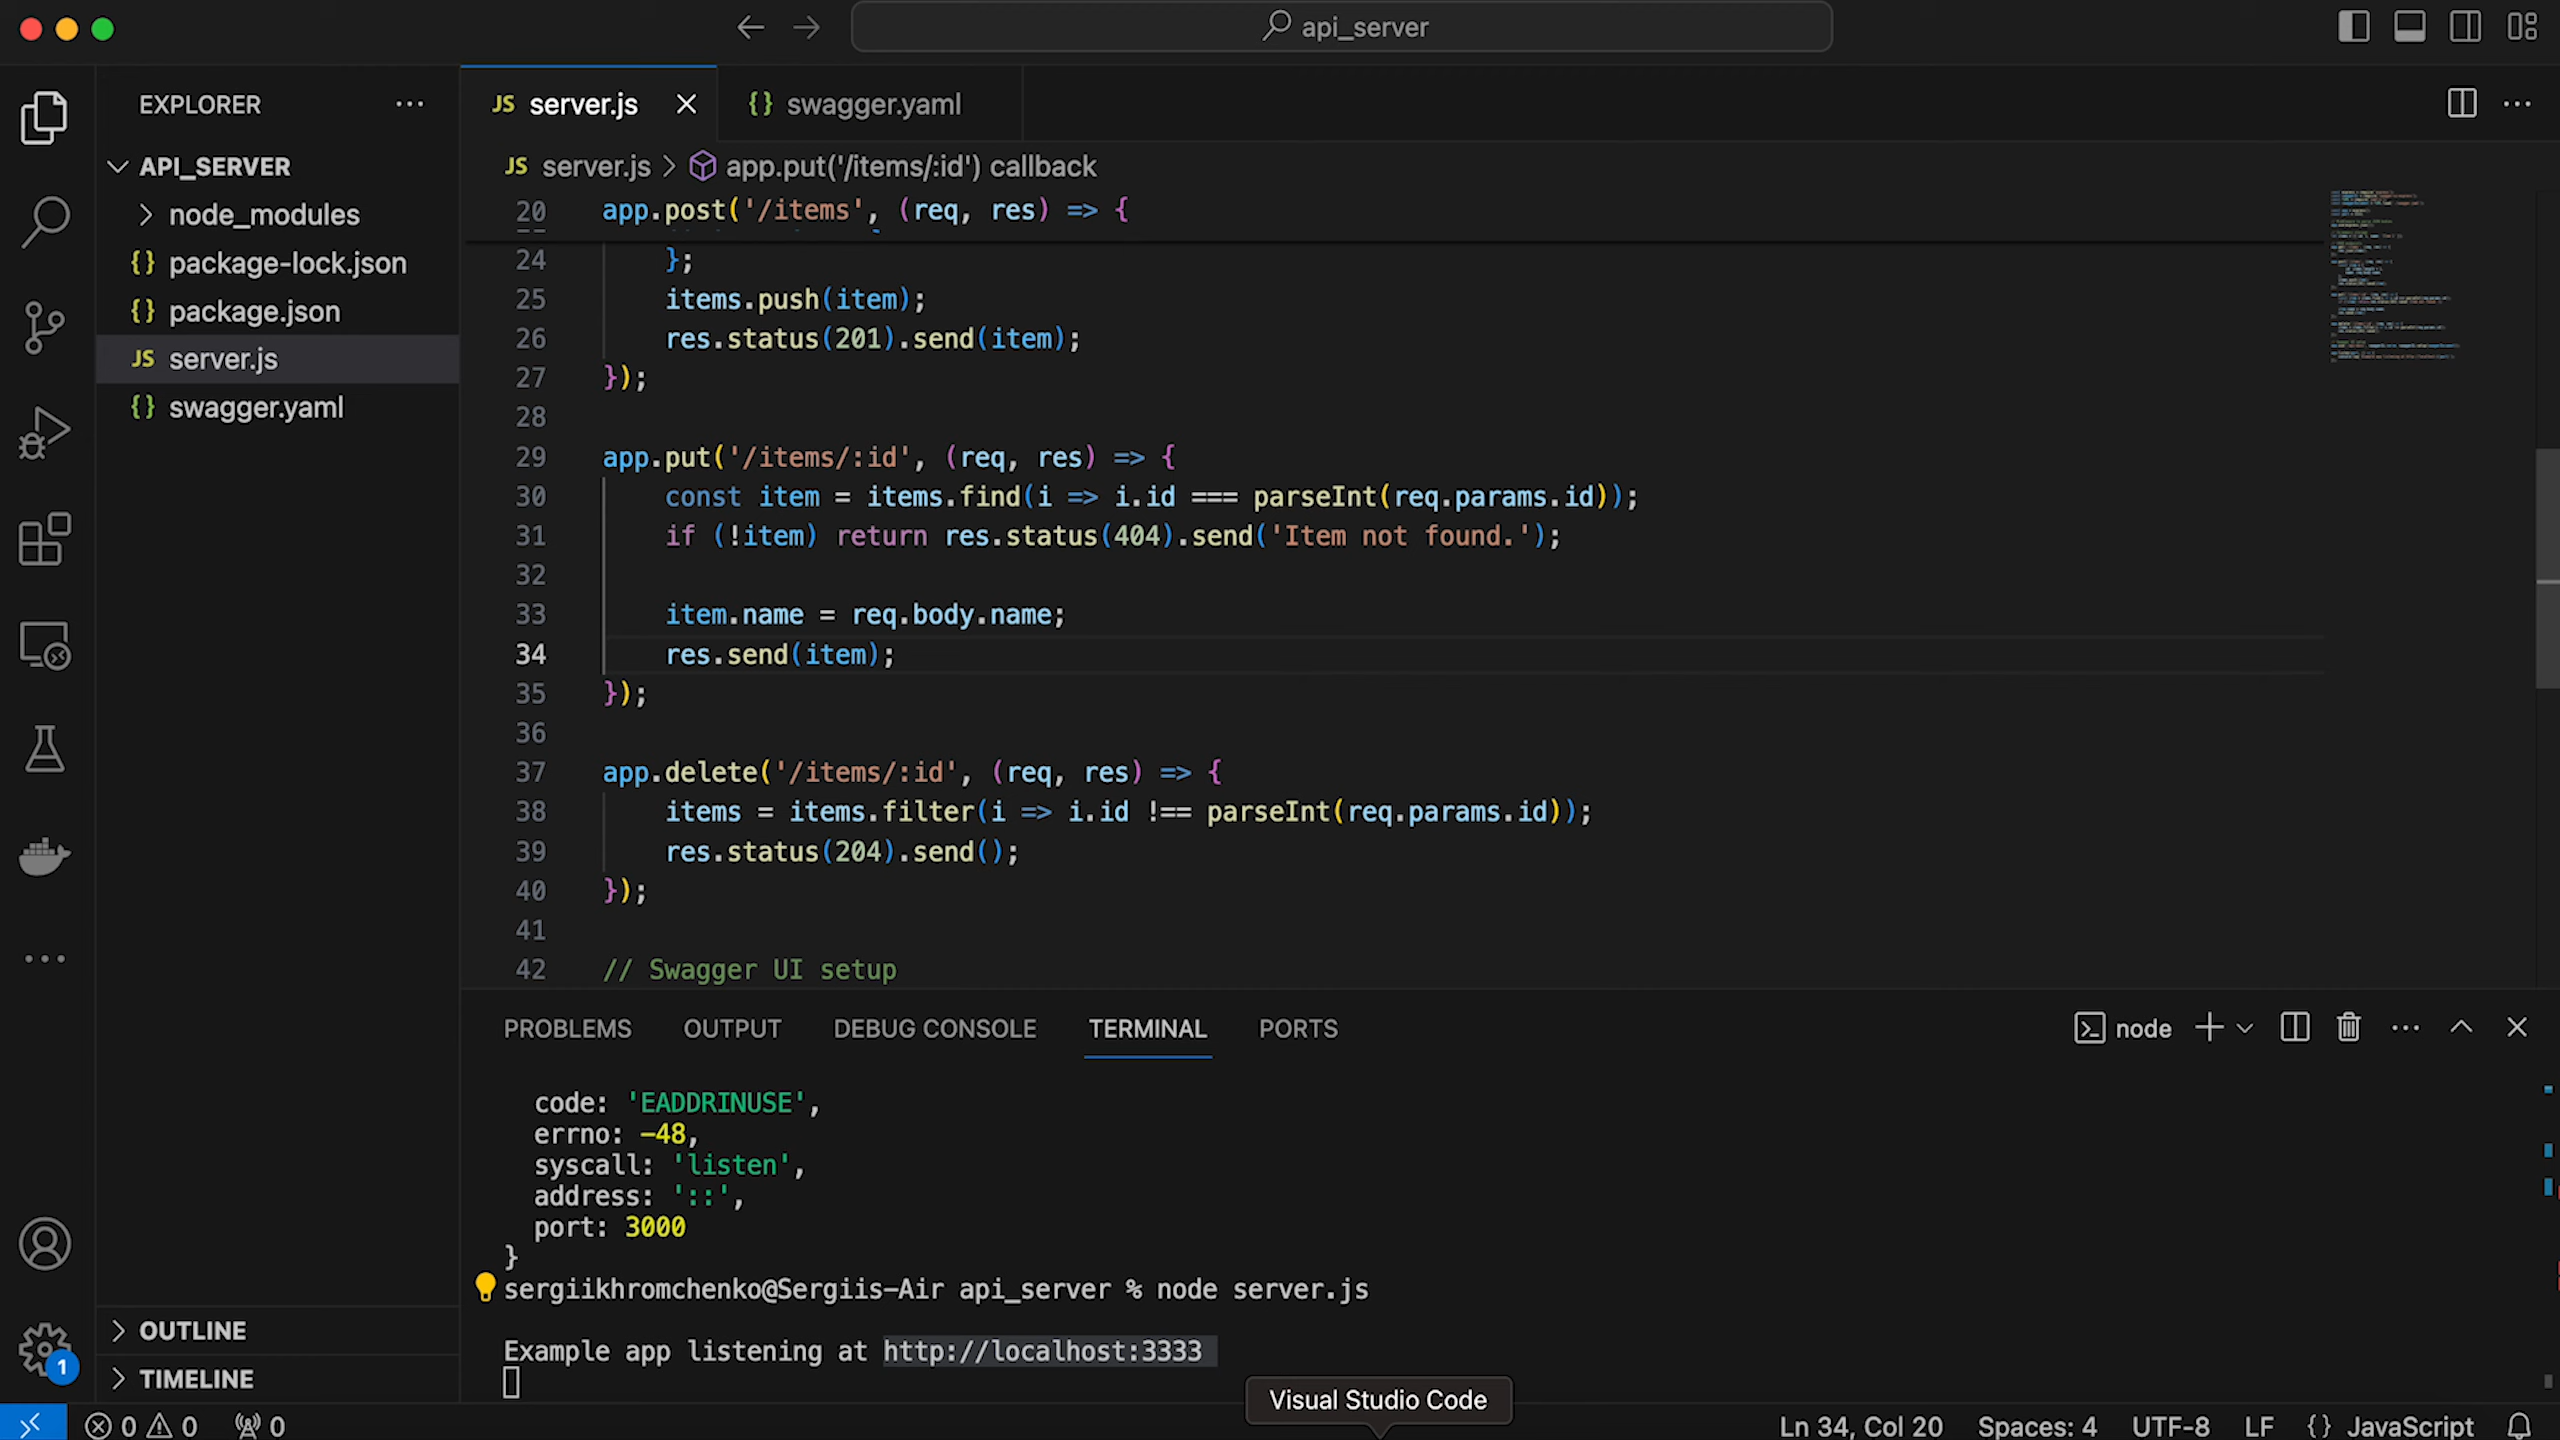 api_server
EXPLORER
API_SERVER
node_modules
{} package-lock.json
{} package.json
JS server.js
{} swagger.yaml
OUTLINE
TIMELINE
1
JS server.js
{} swagger.yaml
JS server.js > app.put('/items/:id') callback
20 app.post('/items', (req, res) => {
24 };
25 items.push(item);
26 res.status(201).send(item);
27 });
28
29 app.put('/items/:id', (req, res) => {
30 const item = items.find(i => i.id === parseInt(req.params.id));
31 if (!item) return res.status(404).send('Item not found.');
32
33 item.name = req.body.name;
34 res.send(item);
35 });
36
37 app.delete('/items/:id', (req, res) => {
38 items = items.filter(i => i.id !== parseInt(req.params.id));
39 res.status(204).send();
40 });
41
42 // Swagger UI setup
PROBLEMS OUTPUT DEBUG CONSOLE TERMINAL PORTS
node
code: 'EADDRINUSE',
errno: -48,
syscall: 'listen',
address: '::',
port: 3000
}
sergiikhromchenko@Sergiis-Air api_server % node server.js
Example app listening at http://localhost:3333
Visual Studio Code
0 0 0
Ln 34, Col 20 Spaces: 4 UTF-8 LF {} JavaScript